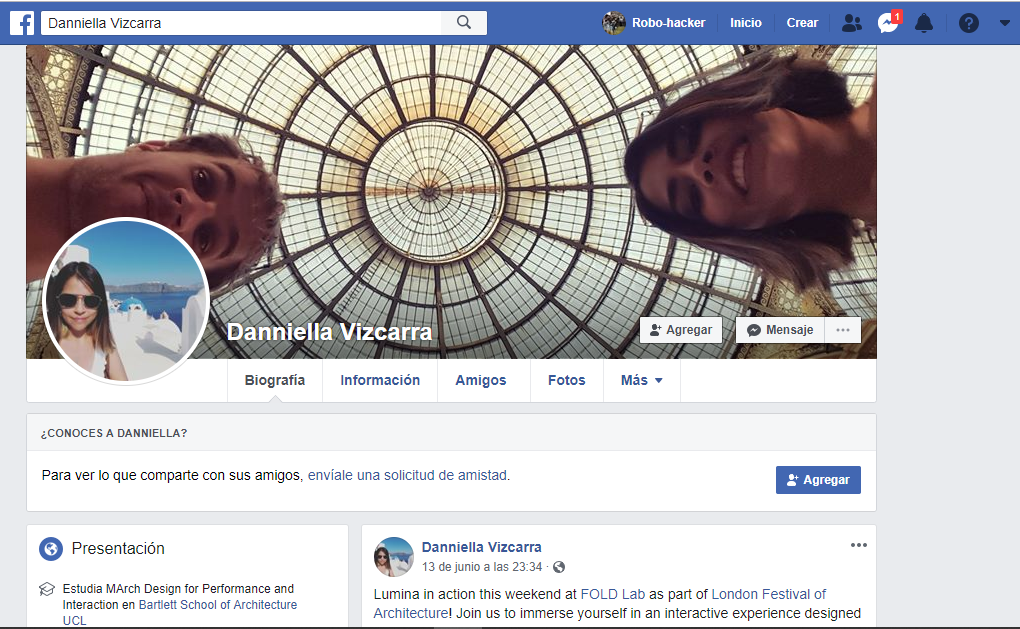 Danniella Vizcarra
Robo-hacker
Inicio
Crear
1
Danniella Vizcarra
Agregar
Mensaje
Biografía
Información
Amigos
Fotos
Más
¿CONOCES A DANNIELLA?
Para ver lo que comparte con sus amigos, envíale una solicitud de amistad.
Agregar
Presentación
Estudia MArch Design for Performance and
Interaction en Bartlett School of Architecture
UCL
Danniella Vizcarra
13 de junio a las 23:34 ·
Lumina in action this weekend at FOLD Lab as part of London Festival of
Architecture! Join us to immerse yourself in an interactive experience designed